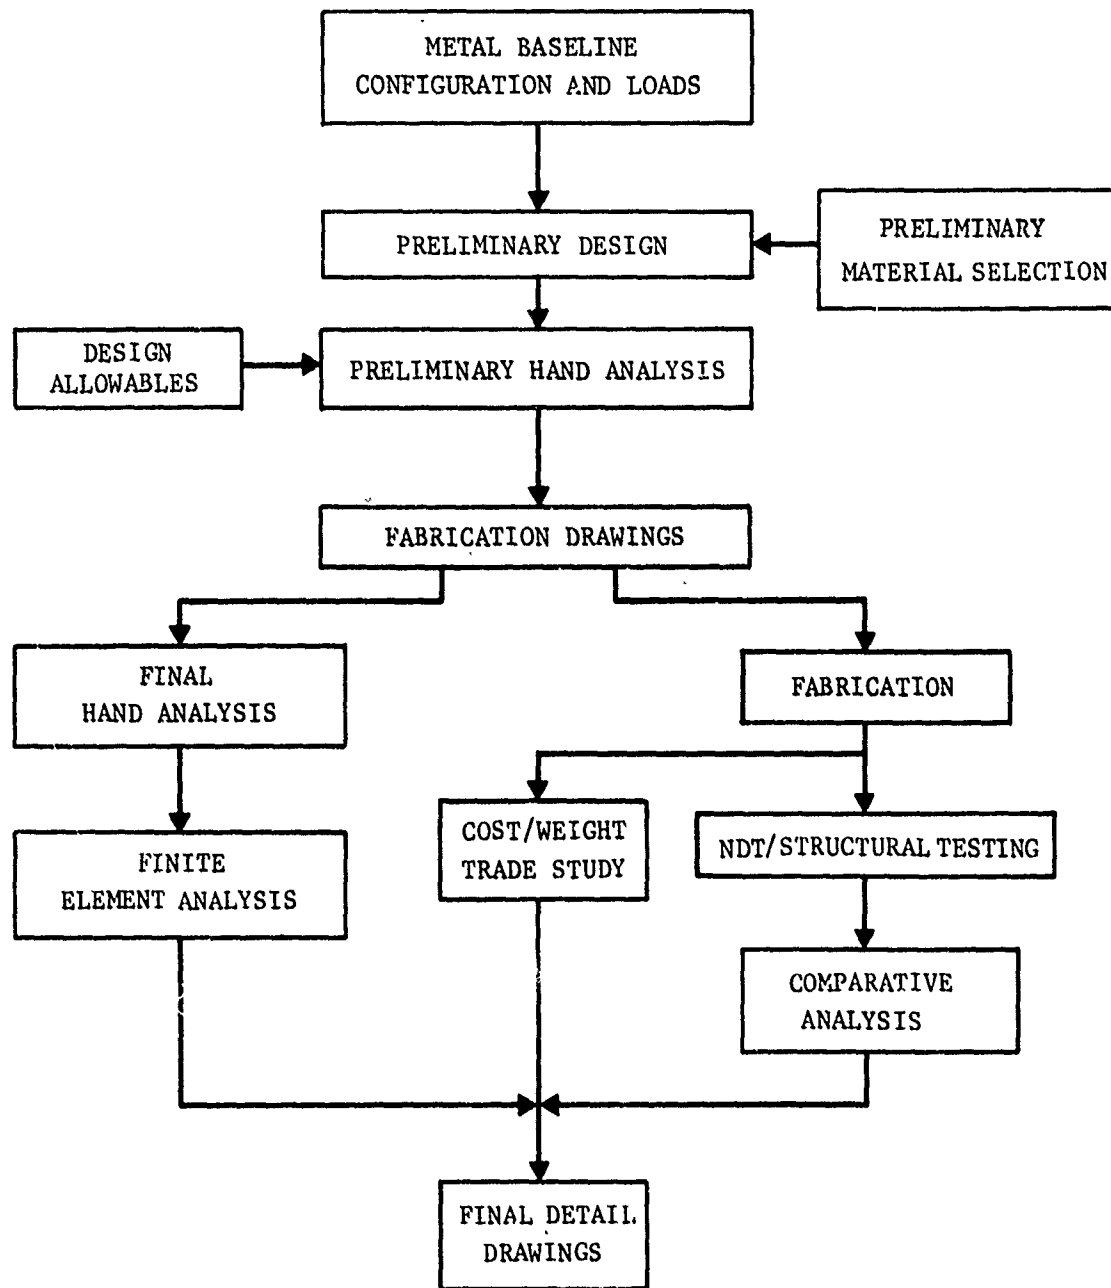 METAL BASELINE
CONFIGURATION AND LOADS
PRELIMINARY DESIGN
PRELIMINARY
MATERIAL SELECTION
DESIGN
ALLOWABLES
PRELIMINARY HAND ANALYSIS
FABRICATION DRAWINGS
FINAL
HAND ANALYSIS
FABRICATION
FINITE
ELEMENT ANALYSIS
COST/WEIGHT
TRADE STUDY
NDT/STRUCTURAL TESTING
COMPARATIVE
ANALYSIS
FINAL DETAIL
DRAWINGS